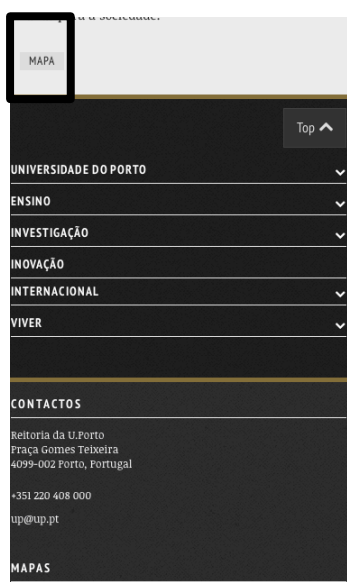 a sociedade.
MAPA
Top
UNIVERSIDADE DO PORTO
ENSINO
INVESTIGAÇÃO
INOVAÇÃO
INTERNACIONAL
VIVER
CONTACTOS
Reitoria da U.Porto
Praça Gomes Teixeira
4099-002 Porto, Portugal
+351 220 408 000
up@up.pt
MAPAS